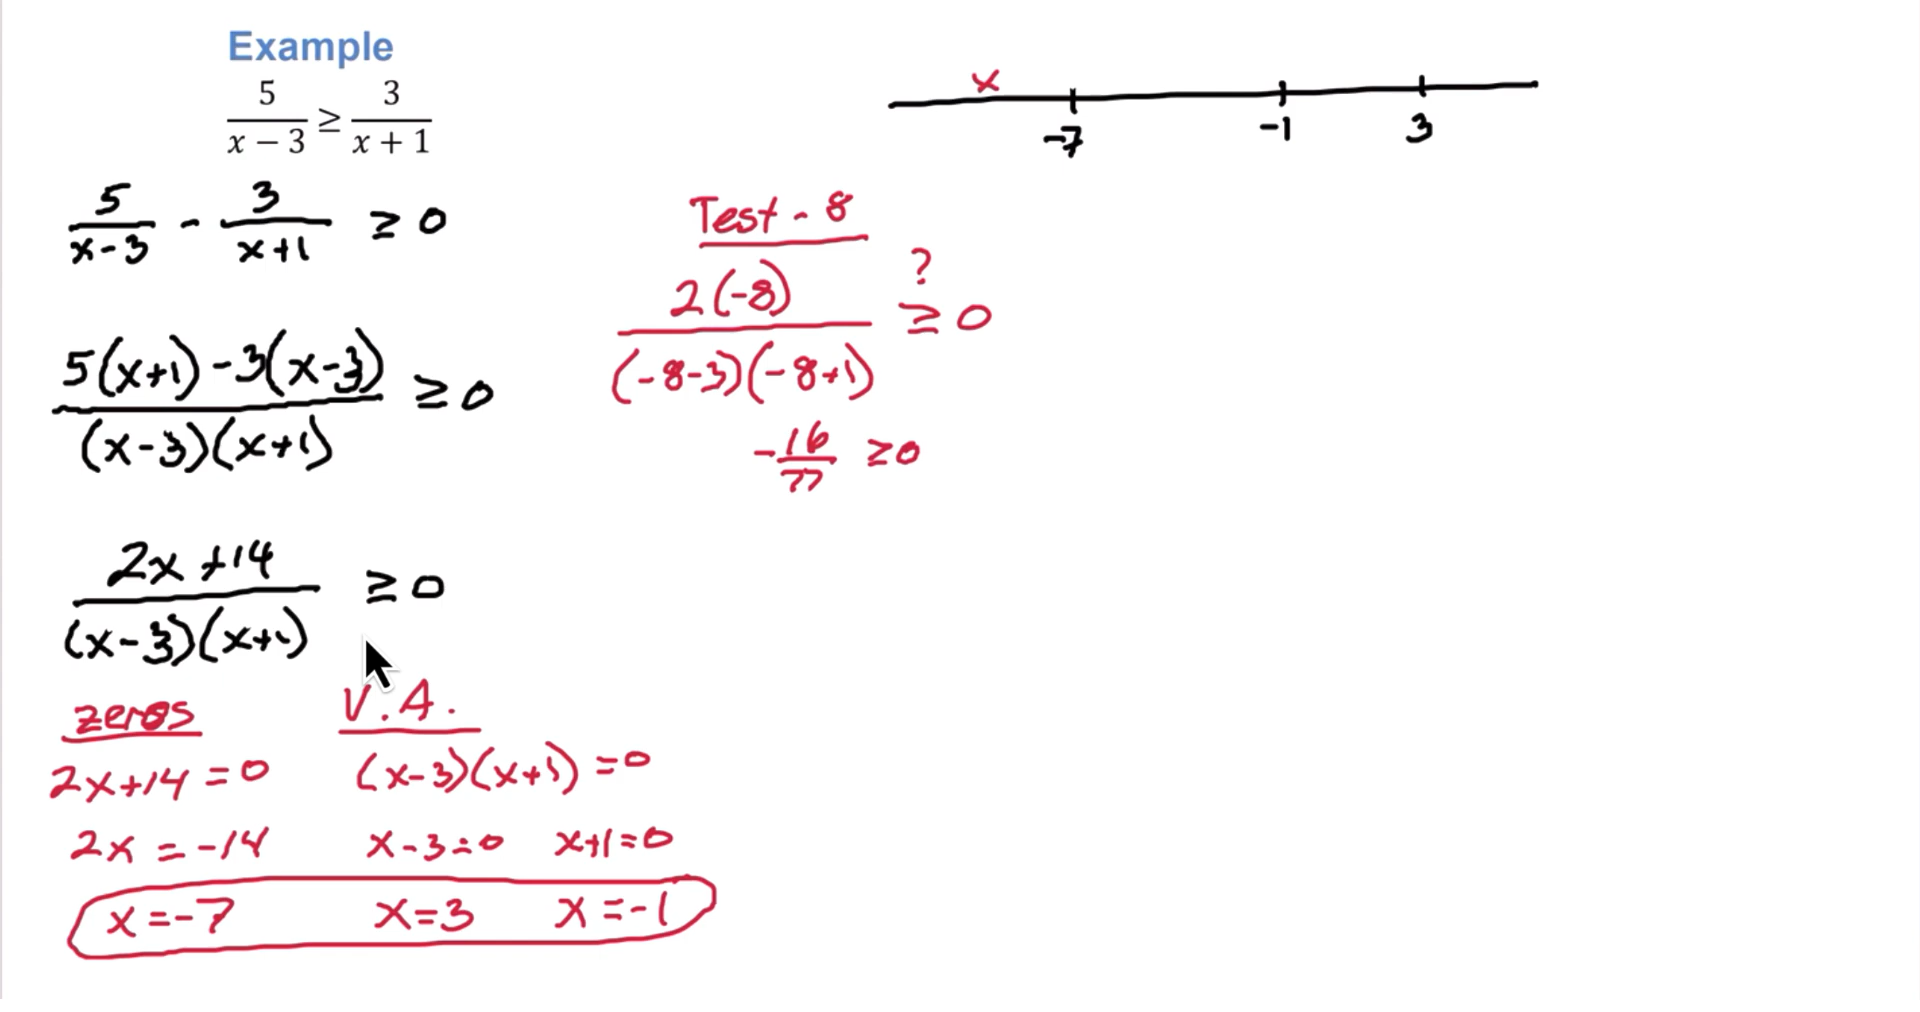 Example
5/(x − 3) ≥ 3/(x + 1)
5/(x-3) - 3/(x+1) ≥ 0
(5(x+1) -3(x-3))/((x-3)(x+1)) ≥ 0
(2x +14)/((x-3)(x+1)) ≥ 0
zeros
2x+14 = 0
2x = -14
x = -7
V.A.
(x-3)(x+1) = 0
x-3=0 x+1=0
x=3 x=-1
x
-7 -1 3
Test - 8
?
2(-8)/((-8-3)(-8+1)) ≥ 0
-16/77 ≥0